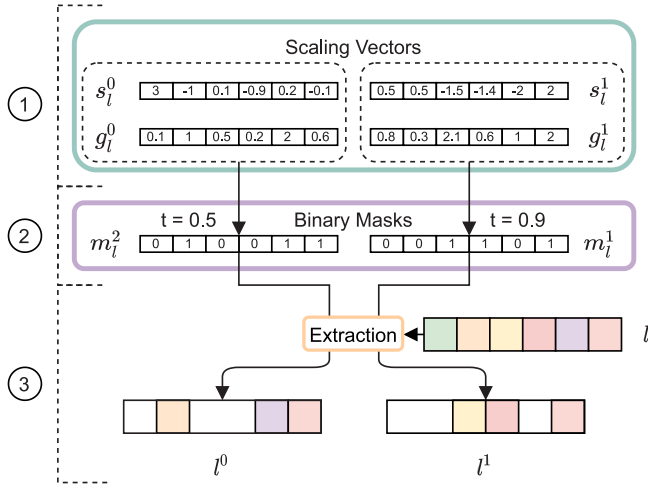 Scaling Vectors
1
s_l^0 3 -1 0.1 -0.9 0.2 -0.1
0.5 0.5 -1.5 -1.4 -2 2 s_l^1
g_l^0 0.1 1 0.5 0.2 2 0.6
0.8 0.3 2.1 0.6 1 2 g_l^1
2
t = 0.5 Binary Masks t = 0.9
m_l^2 0 1 0 0 1 1
0 0 1 1 0 1 m_l^1
3
Extraction
l
l^0
l^1